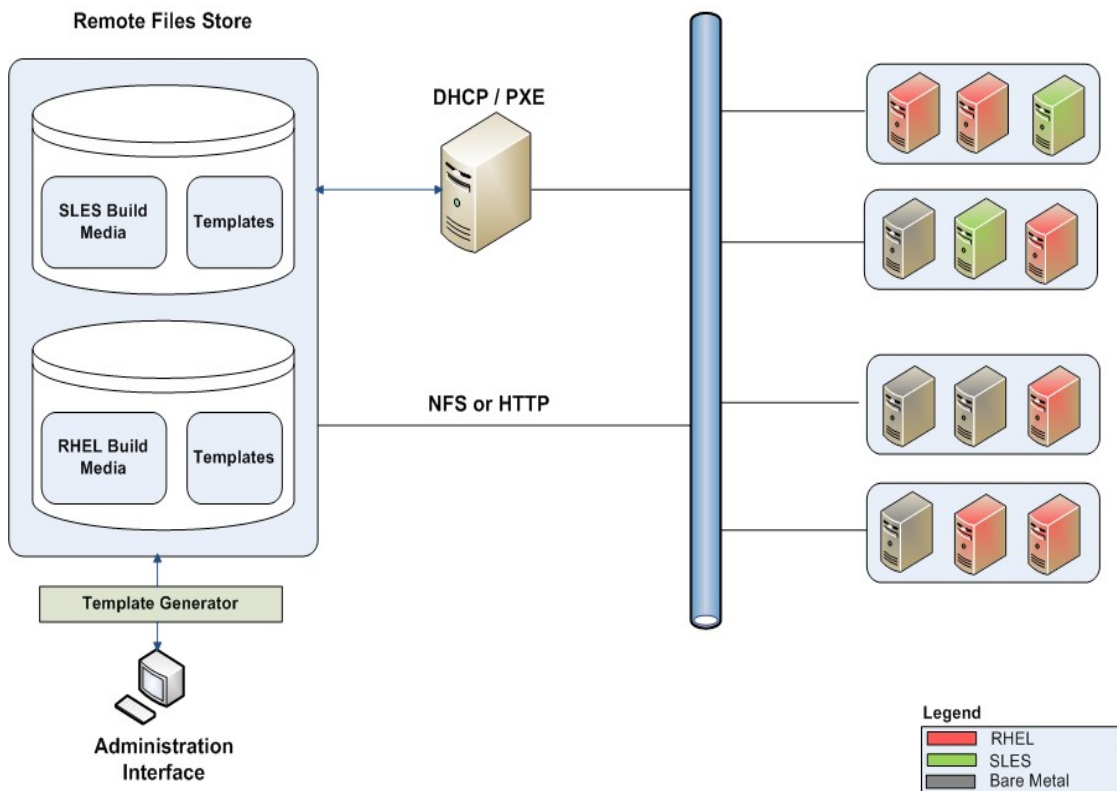 Remote Files Store
DHCP / PXE
SLES Build
Media
Templates
NFS or HTTP
RHEL Build
Media
Templates
Template Generator
Administration
Interface
Legend
RHEL
SLES
Bare Metal